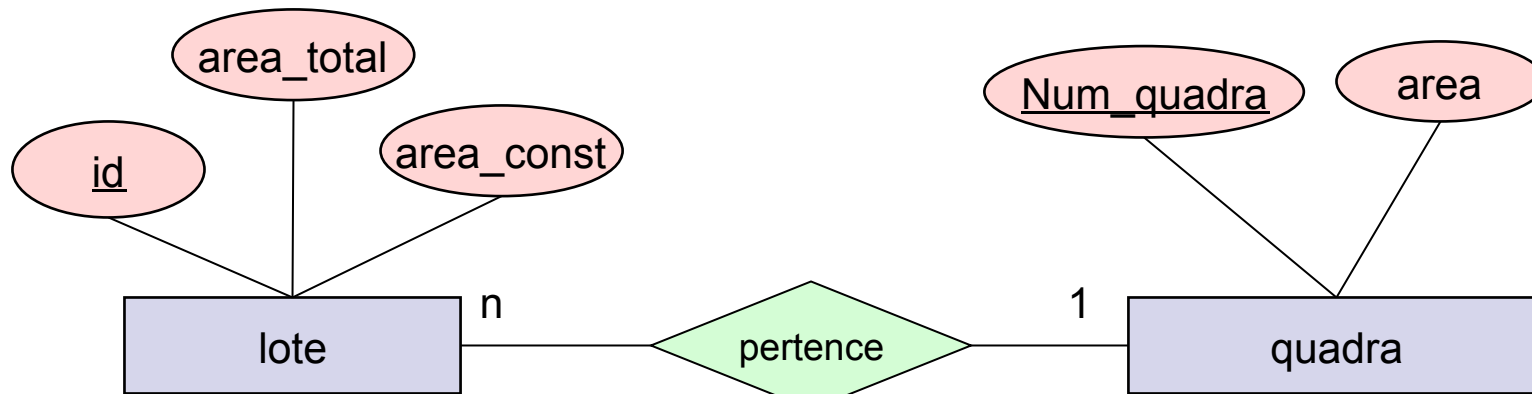 area_total
Num_quadra
area
id
area_const
n
1
lote
pertence
quadra